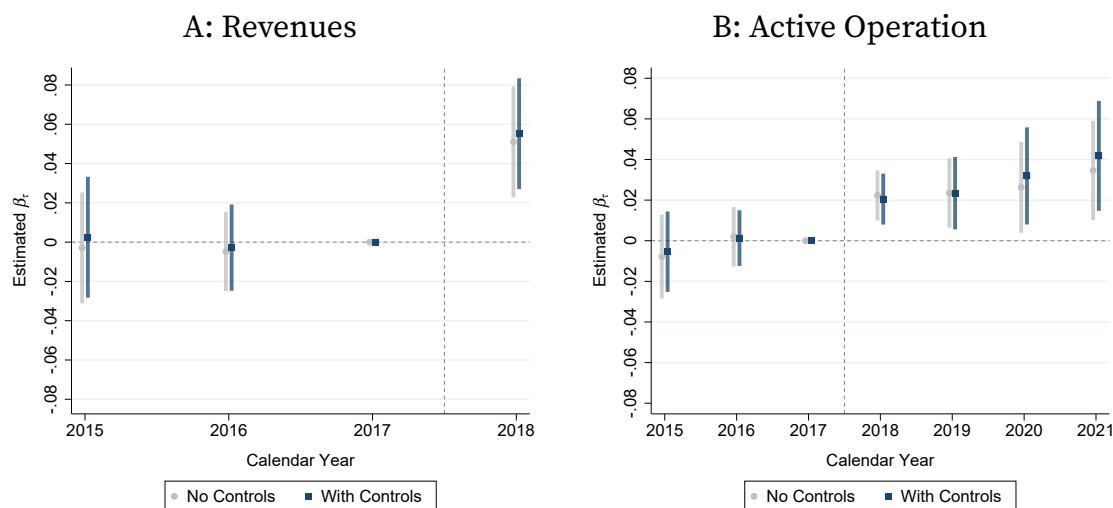 A: Revenues
Estimated βτ
.08
.06
.04
.02
0
-.02
-.04
-.06
-.08
2015 2016 2017 2018
Calendar Year
No Controls With Controls
B: Active Operation
Estimated βτ
.08
.06
.04
.02
0
-.02
-.04
-.06
-.08
2015 2016 2017 2018 2019 2020 2021
Calendar Year
No Controls With Controls